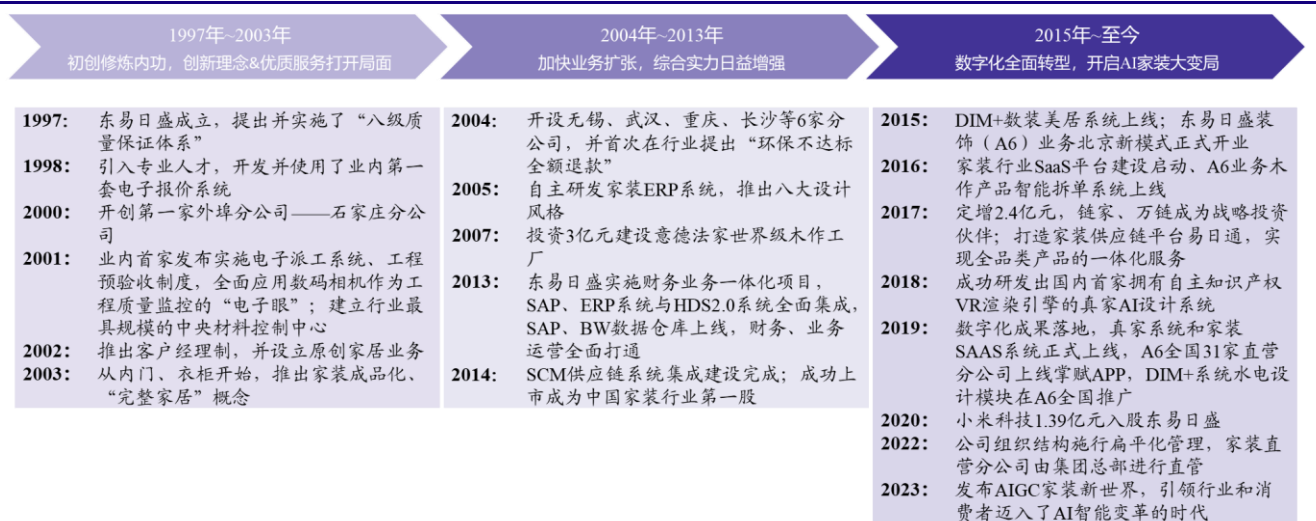 1997年~2003年
初创修炼内功，创新理念&优质服务打开局面
1997： 东易日盛成立，提出并实施了“八级质
量保证体系”
1998： 引入专业人才，开发并使用了业内第一
套电子报价系统
2000： 开创第一家外埠分公司——石家庄分公
司
2001： 业内首家发布实施电子派工系统、工程
预验收制度，全面应用数码相机作为工
程质量监控的“电子眼”；建立行业最
具规模的中央材料控制中心
2002： 推出客户经理制，并设立原创家居业务
2003： 从内门、衣柜开始，推出家装成品化、
“完整家居”概念
2004年~2013年
加快业务扩张，综合实力日益增强
2004： 开设无锡、武汉、重庆、长沙等6家分
公司，并首次在行业提出“环保不达标
全额退款”
2005： 自主研发家装ERP系统，推出八大设计
风格
2007： 投资3亿元建设意德法家世界级木作工
厂
2013： 东易日盛实施财务业务一体化项目，
SAP、ERP系统与HDS2.0系统全面集成，
SAP、BW数据仓库上线，财务、业务
运营全面打通
2014： SCM供应链系统集成建设完成；成功上
市成为中国家装行业第一股
2015年~至今
数字化全面转型，开启AI家装大变局
2015： DIM+数装美居系统上线；东易日盛装
饰（A6）业务北京新模式正式开业
2016： 家装行业SaaS平台建设启动、A6业务木
作产品智能拆单系统上线
2017： 定增2.4亿元，链家、万链成为战略投资
伙伴；打造家装供应链平台易日通，实
现全品类产品的一体化服务
2018： 成功研发出国内首家拥有自主知识产权
VR渲染引擎的真家AI设计系统
2019： 数字化成果落地，真家系统和家装
SAAS系统正式上线，A6全国31家直营
分公司上线掌赋APP，DIM+系统水电设
计模块在A6全国推广
2020： 小米科技1.39亿元入股东易日盛
2022： 公司组织结构施行扁平化管理，家装直
营分公司由集团总部进行直管
2023： 发布AIGC家装新世界，引领行业和消
费者迈入了AI智能变革的时代